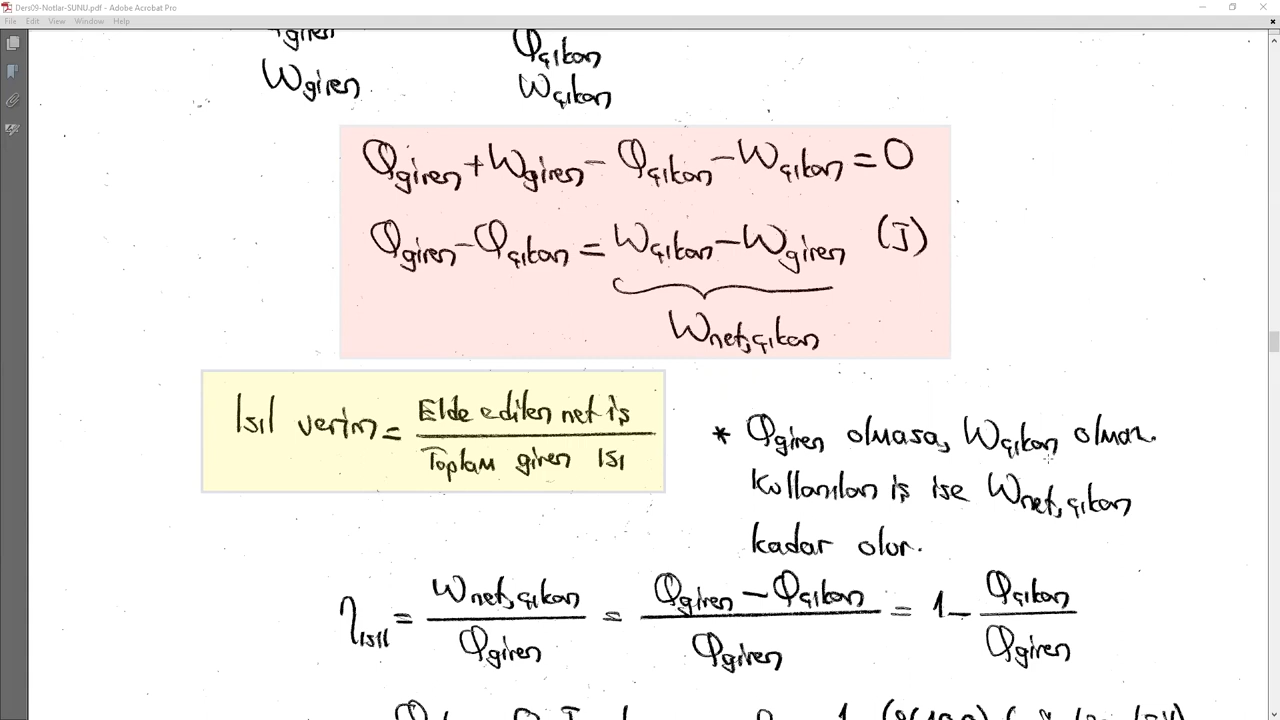 Ders09-Notlar-SUNU.pdf - Adobe Acrobat Pro
File Edit View Window Help
Qgiren Qçıkan
Wgiren Wçıkan
Qgiren + Wgiren - Qçıkan - Wçıkan = 0
Qgiren - Qçıkan = Wçıkan - Wgiren (J)
Wnet,çıkan
Isıl verim = Elde edilen net iş / Toplam giren ısı
* Qgiren olmasa, Wçıkan olmaz.
Kullanılan iş ise Wnet,çıkan
kadar olur.
ηısıl = Wnet,çıkan / Qgiren = Qgiren - Qçıkan / Qgiren = 1 - Qçıkan / Qgiren